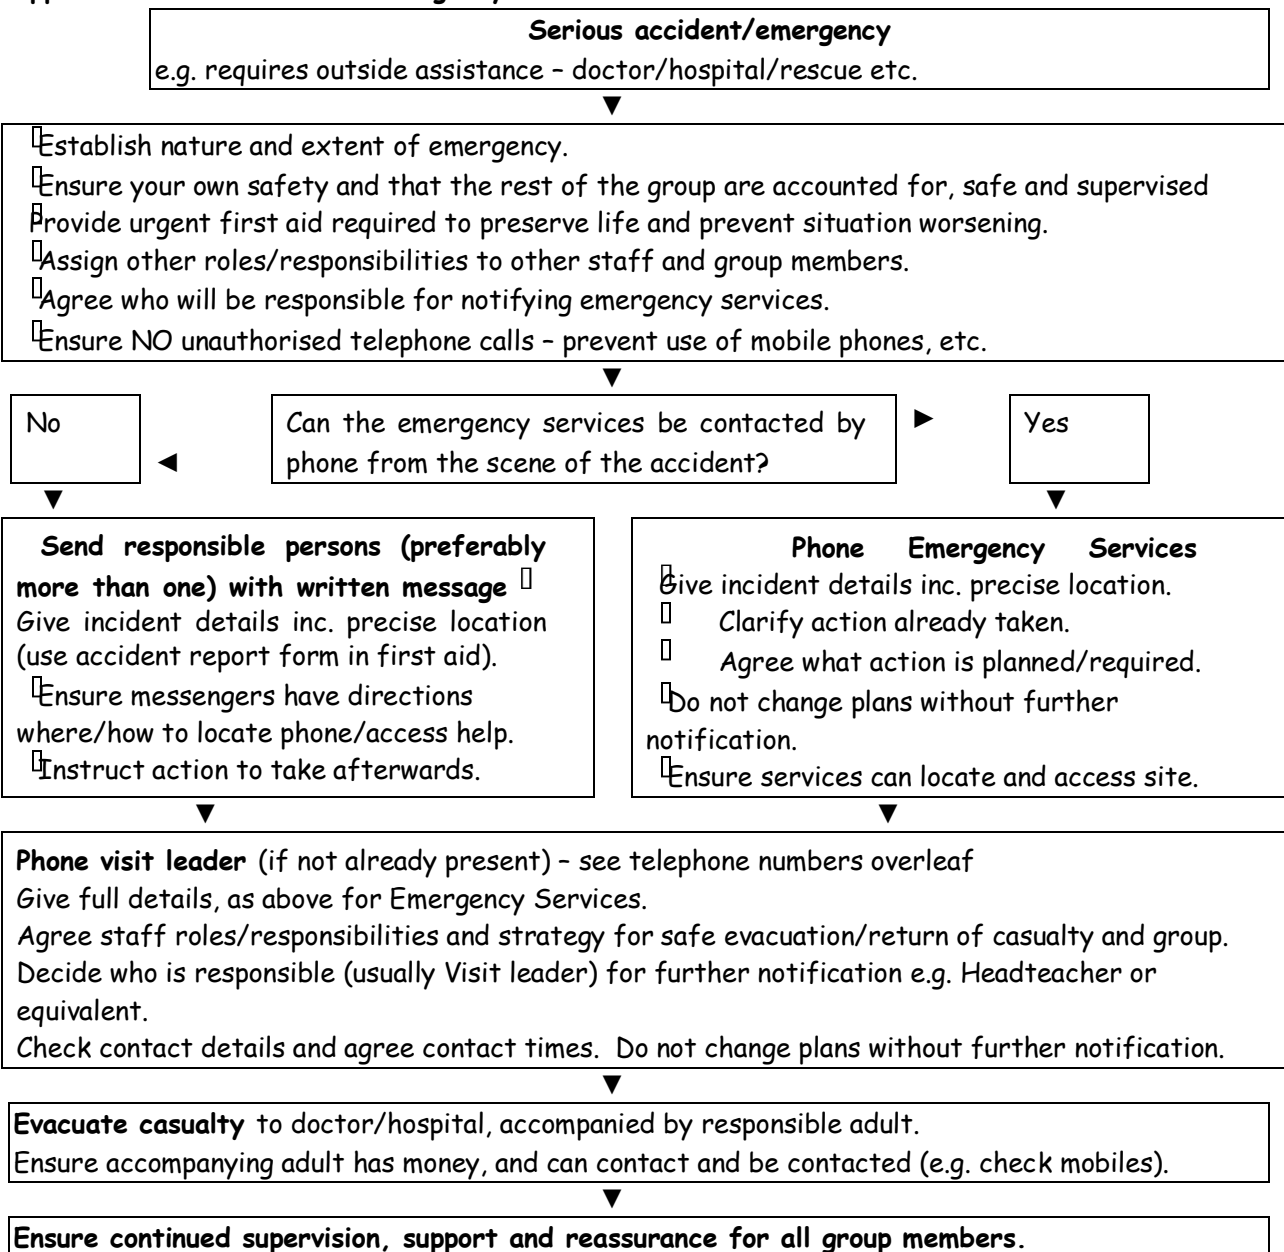 Serious accident/emergency
e.g. requires outside assistance – doctor/hospital/rescue etc.
Establish nature and extent of emergency.
Ensure your own safety and that the rest of the group are accounted for, safe and supervised
Provide urgent first aid required to preserve life and prevent situation worsening.
Assign other roles/responsibilities to other staff and group members.
Agree who will be responsible for notifying emergency services.
Ensure NO unauthorised telephone calls – prevent use of mobile phones, etc.
No
Can the emergency services be contacted by
phone from the scene of the accident?
Yes
Send responsible persons (preferably
more than one) with written message
Give incident details inc. precise location
(use accident report form in first aid).
Ensure messengers have directions
where/how to locate phone/access help.
Instruct action to take afterwards.
Phone Emergency Services
Give incident details inc. precise location.
Clarify action already taken.
Agree what action is planned/required.
Do not change plans without further
notification.
Ensure services can locate and access site.
Phone visit leader (if not already present) – see telephone numbers overleaf
Give full details, as above for Emergency Services.
Agree staff roles/responsibilities and strategy for safe evacuation/return of casualty and group.
Decide who is responsible (usually Visit leader) for further notification e.g. Headteacher or
equivalent.
Check contact details and agree contact times. Do not change plans without further notification.
Evacuate casualty to doctor/hospital, accompanied by responsible adult.
Ensure accompanying adult has money, and can contact and be contacted (e.g. check mobiles).
Ensure continued supervision, support and reassurance for all group members.